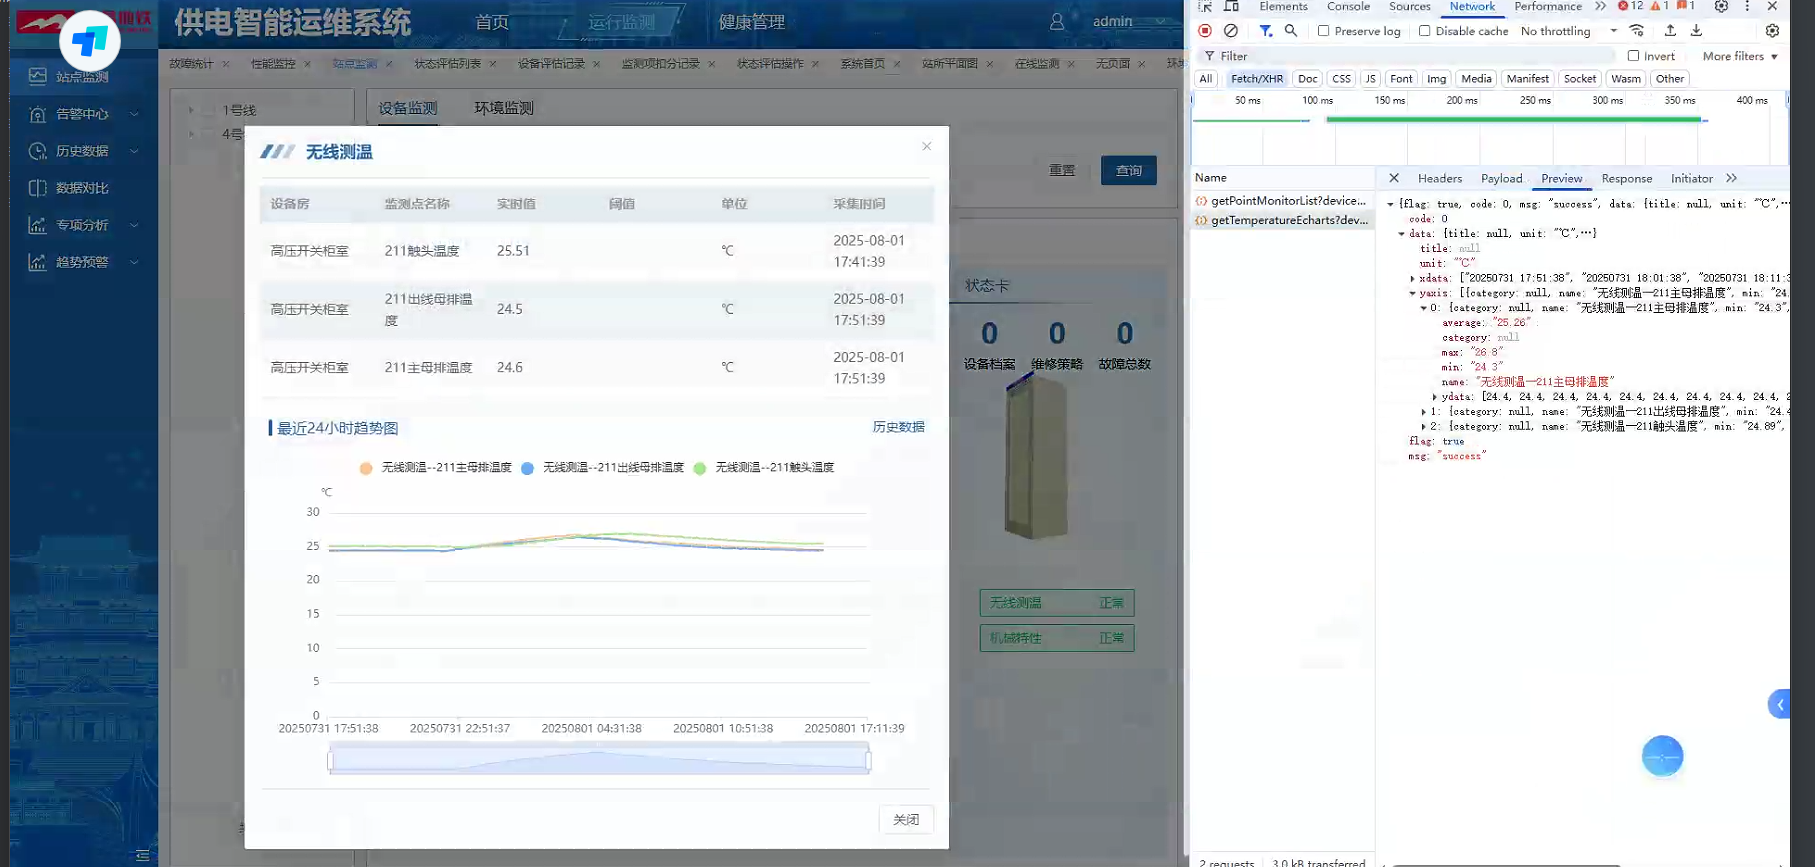 供电智能运维系统
首页
运行监测
健康管理
admin
故障统计 × 性能监控 × 站点监测 × 状态评估列表 × 设备评估记录 × 监测项扣分记录 × 状态评估操作 × 系统首页 × 站所平面图 × 在线监测 × 无页面 ×
站点监测
告警中心
历史数据
数据对比
专项分析
趋势预警
1号线
设备监测
环境监测
重置
查询
无线测温
设备房 监测点名称 实时值 阈值 单位 采集时间
高压开关柜室 211触头温度 25.51 ℃ 2025-08-01 17:41:39
高压开关柜室 211出线母排温度 24.5 ℃ 2025-08-01 17:51:39
高压开关柜室 211主母排温度 24.6 ℃ 2025-08-01 17:51:39
最近24小时趋势图
历史数据
无线测温--211主母排温度 无线测温--211出线母排温度 无线测温--211触头温度
℃
30
25
20
15
10
5
0
20250731 17:51:38 20250731 22:51:37 20250801 04:31:38 20250801 10:51:38 20250801 17:11:39
关闭
状态卡
0 0 0
设备档案 维修策略 故障总数
无线测温 正常
机械特性 正常
Elements Console Sources Network Performance 12 1 1
Preserve log Disable cache No throttling
Filter
Invert More filters
All Fetch/XHR Doc CSS JS Font Img Media Manifest Socket Wasm Other
50 ms 100 ms 150 ms 200 ms 250 ms 300 ms 350 ms 400 ms
Name
getPointMonitorList?device...
getTemperatureEcharts?dev...
Headers Payload Preview Response Initiator
{flag: true, code: 0, msg: "success", data: {title: null, unit: "℃",…
code: 0
data: {title: null, unit: "℃",…}
title: null
unit: "℃"
xdata: ["20250731 17:51:38", "20250731 18:01:38", "20250731 18:11:3
yaxis: [{category: null, name: "无线测温--211主母排温度", min: "24.
0: {category: null, name: "无线测温--211主母排温度", min: "24.3",
average: "25.26"
category: null
max: "26.8"
min: "24.3"
name: "无线测温--211主母排温度"
ydata: [24.4, 24.4, 24.4, 24.4, 24.4, 24.4, 24.4, 24.4, 2
1: {category: null, name: "无线测温--211出线母排温度", min: "24.4
2: {category: null, name: "无线测温--211触头温度", min: "24.89",
flag: true
msg: "success"
2 requests 3.0 kB transferred